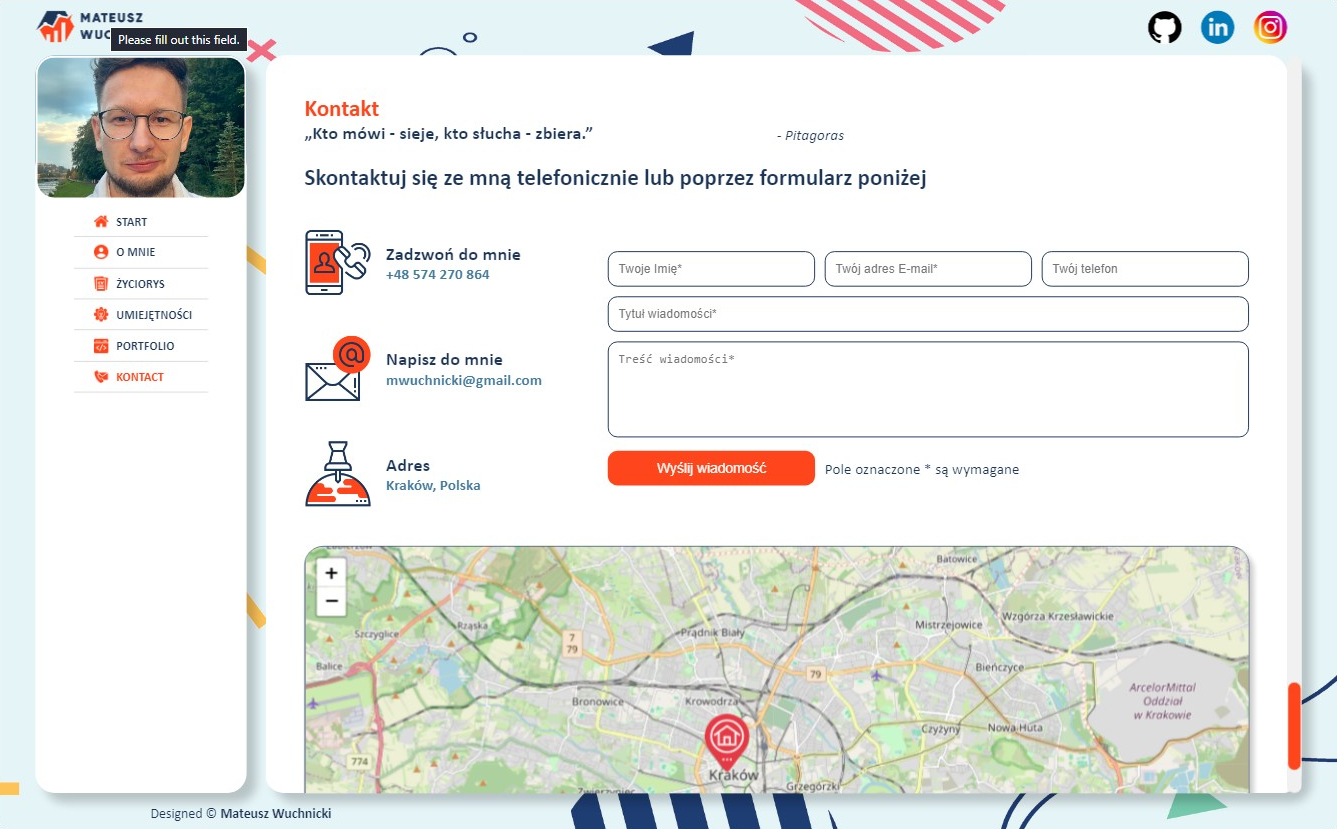 MATEUSZ
Please fill out this field.
START
O MNIE
ŻYCIORYS
UMIEJĘTNOŚCI
PORTFOLIO
KONTACT
Kontakt
„Kto mówi - sieje, kto słucha - zbiera.”
- Pitagoras
Skontaktuj się ze mną telefonicznie lub poprzez formularz poniżej
Zadzwoń do mnie
+48 574 270 864
Napisz do mnie
mwuchnicki@gmail.com
Adres
Kraków, Polska
Twoje Imię*
Twój adres E-mail*
Twój telefon
Tytuł wiadomości*
Treść wiadomości*
Wyślij wiadomość
Pole oznaczone * są wymagane
+
−
Batowice
Wzgórza Krzesławickie
Mistrzejowice
Rząska
Szczyglice
7
79
Prądnik Biały
Balice
79
Bieńczyce
ArcelorMittal
Oddział
w Krakowie
Bronowice
Krowodrza
Czyżyny
Nowa Huta
774
Kraków
Grzegórzki
Zwierzyniec
Designed © Mateusz Wuchnicki